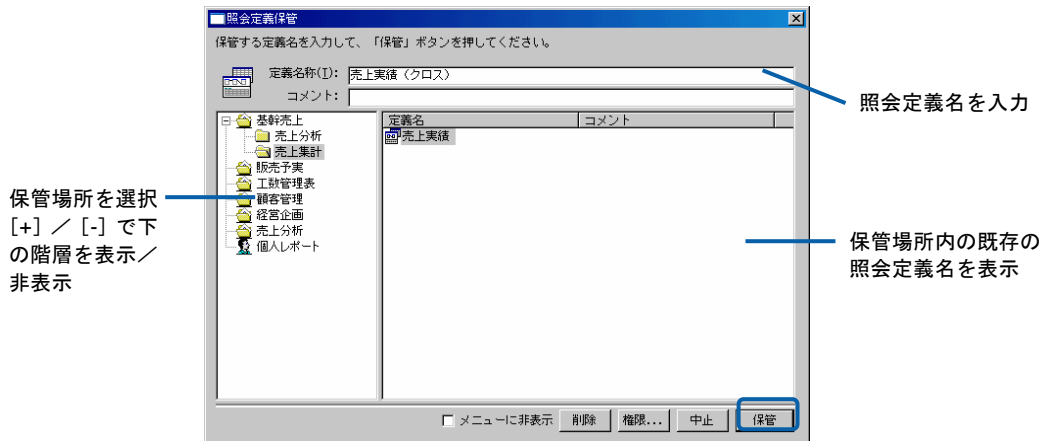 照会定義保管
保管する定義名を入力して、「保管」ボタンを押してください。
定義名称(I): 売上実績（クロス）
コメント:
基幹売上
売上分析
売上集計
販売予実
工数管理表
顧客管理
経営企画
売上分析
個人レポート
定義名 コメント
売上実績
メニューに非表示 削除 権限... 中止 保管
保管場所を選択
[+] ／ [-] で下
の階層を表示／
非表示
照会定義名を入力
保管場所内の既存の
照会定義名を表示